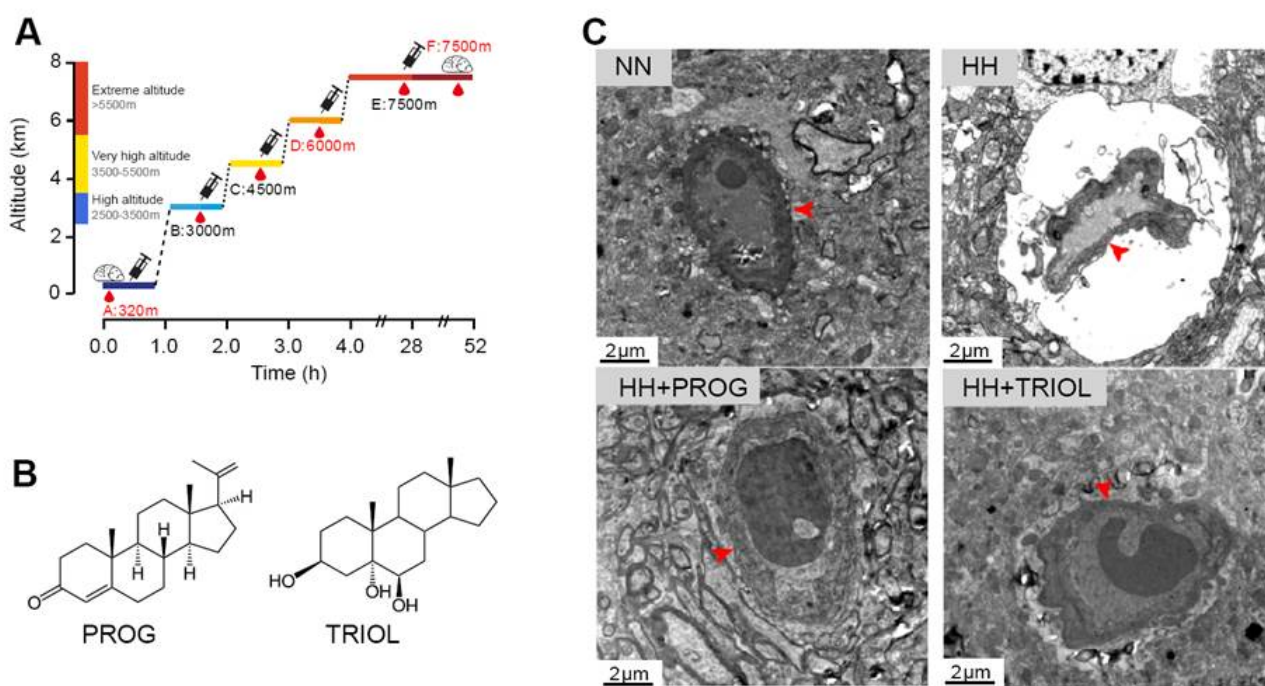 A
8
6
4
2
0
Altitude (km)
Extreme altitude
>5500m
Very high altitude
3500-5500m
High altitude
2500-3500m
A:320m
B:3000m
C:4500m
D:6000m
E:7500m
F:7500m
0.0 1.0 2.0 3.0 4.0 28 52
Time (h)
B
O
H
H
H
H
PROG
HO
OH
OH
TRIOL
C
NN
2μm
HH
2μm
HH+PROG
2μm
HH+TRIOL
2μm